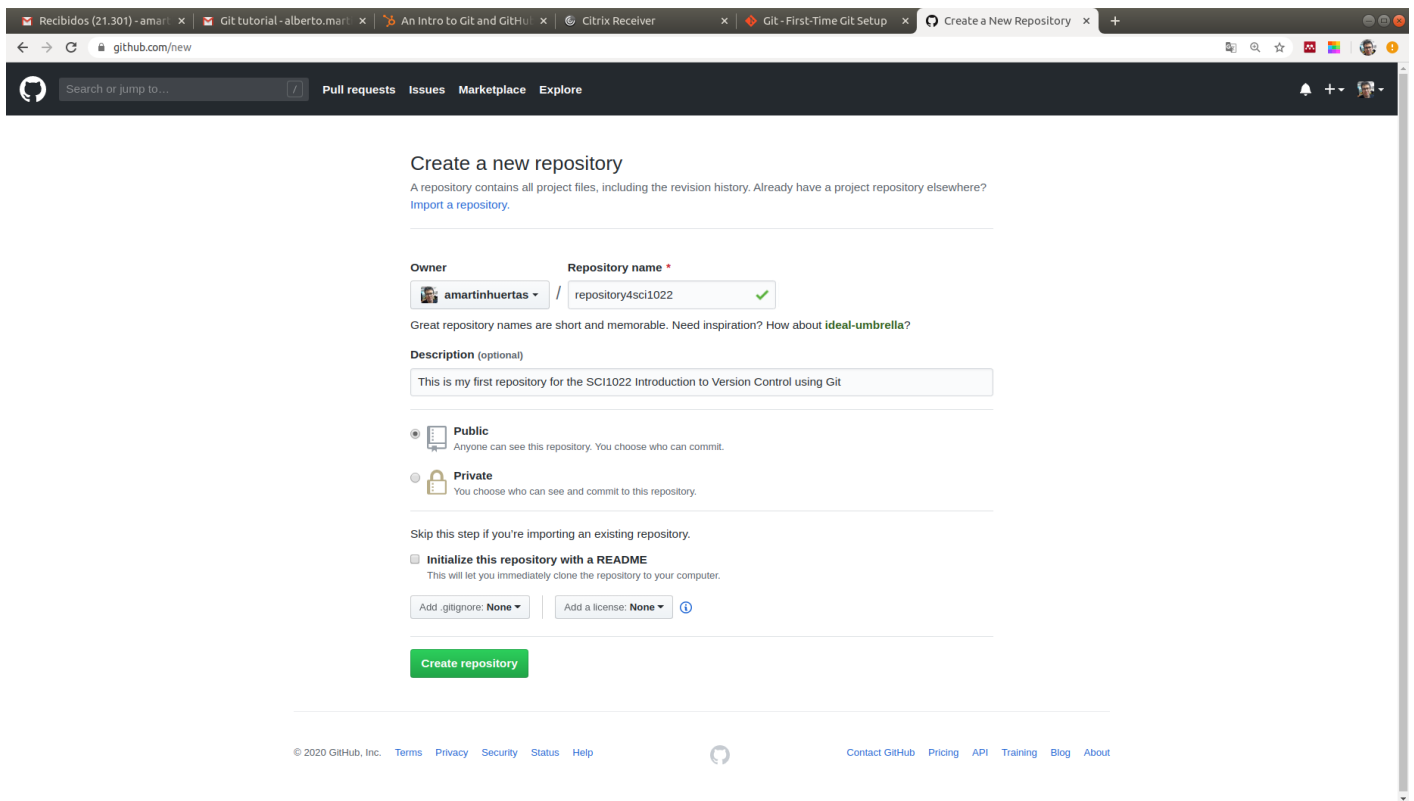 Recibidos (21.301) - amart
Git tutorial - alberto.mart
An Intro to Git and GitHu
Citrix Receiver
Git - First-Time Git Setup
Create a New Repository
github.com/new
Search or jump to...
/
Pull requests Issues Marketplace Explore
Create a new repository
A repository contains all project files, including the revision history. Already have a project repository elsewhere?
Import a repository.
Owner Repository name *
amartinhuertas / repository4sci1022
Great repository names are short and memorable. Need inspiration? How about ideal-umbrella?
Description (optional)
This is my first repository for the SCI1022 Introduction to Version Control using Git
Public
Anyone can see this repository. You choose who can commit.
Private
You choose who can see and commit to this repository.
Skip this step if you're importing an existing repository.
Initialize this repository with a README
This will let you immediately clone the repository to your computer.
Add .gitignore: None Add a license: None
Create repository
© 2020 GitHub, Inc. Terms Privacy Security Status Help Contact GitHub Pricing API Training Blog About